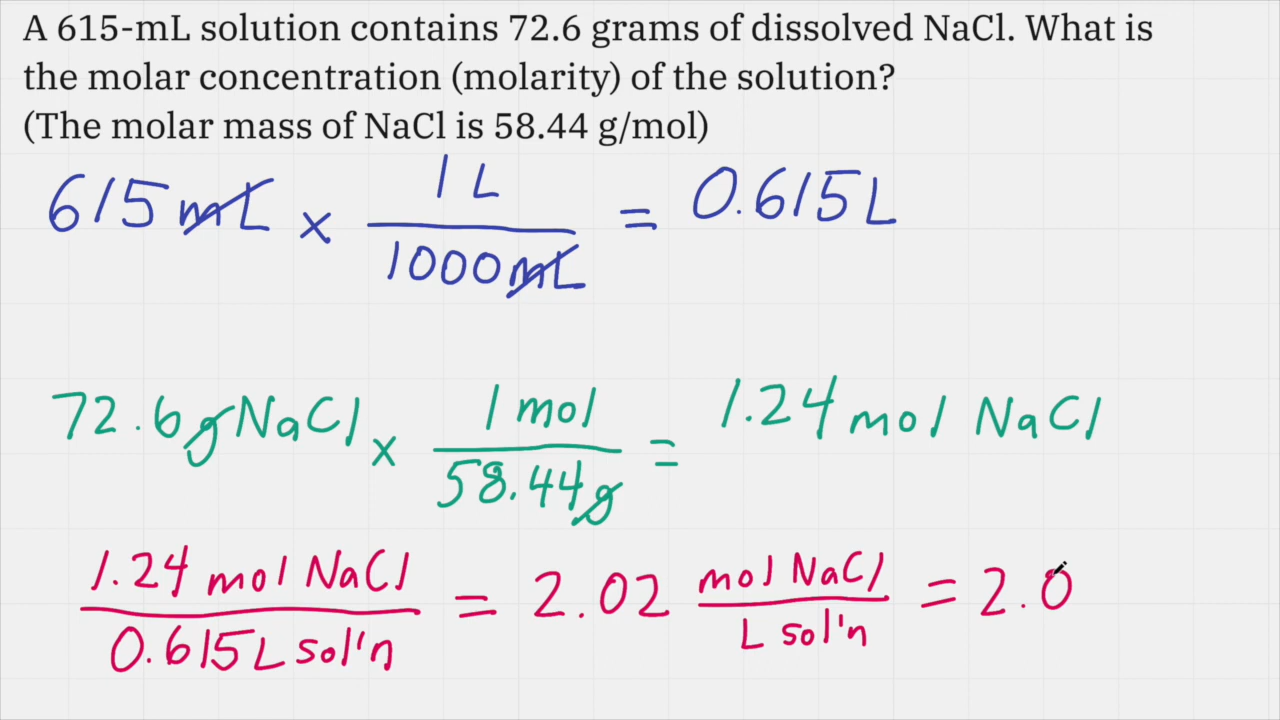 A 615-mL solution contains 72.6 grams of dissolved NaCl. What is
the molar concentration (molarity) of the solution?
(The molar mass of NaCl is 58.44 g/mol)
615 mL × 1 L / 1000 mL = 0.615 L
72.6 g NaCl × 1 mol / 58.44 g = 1.24 mol NaCl
1.24 mol NaCl / 0.615 L sol'n = 2.02 mol NaCl / L sol'n = 2.0